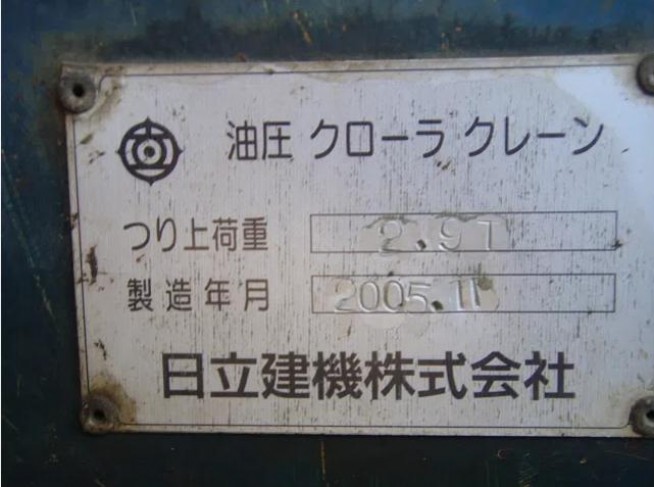 油圧 クローラ クレーン
つり上荷重 2.97
製造年月 2005.11
日立建機株式会社